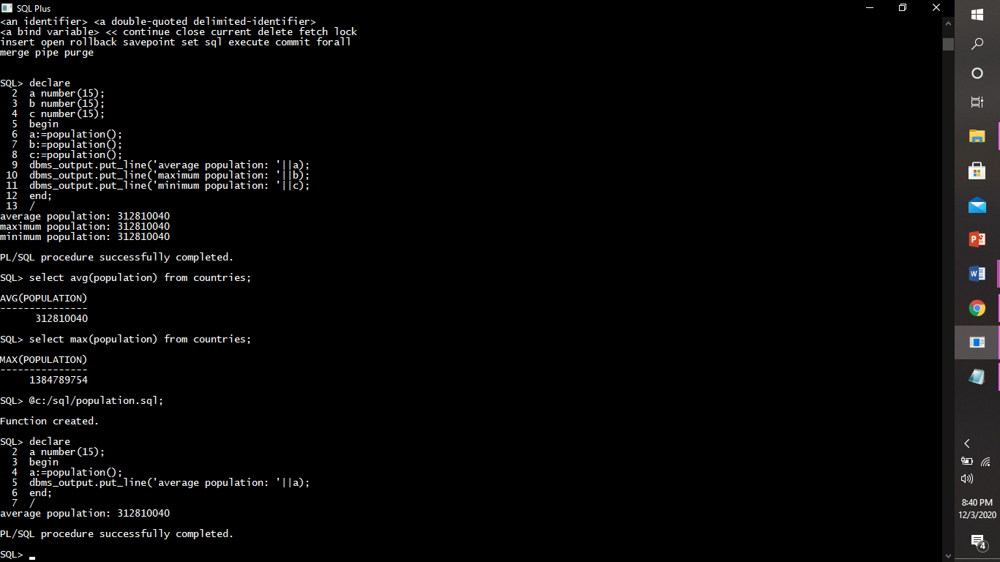 SQL Plus
<an identifier> <a double-quoted delimited-identifier>
<a bind variable> << continue close current delete fetch lock
insert open rollback savepoint set sql execute commit forall
merge pipe purge
SQL> declare
2 a number(15);
3 b number(15);
4 c number(15);
5 begin
6 a:=population();
7 b:=population();
8 c:=population();
9 dbms_output.put_line('average population: '||a);
10 dbms_output.put_line('maximum population: '||b);
11 dbms_output.put_line('minimum population: '||c);
12 end;
13 /
average population: 312810040
maximum population: 312810040
minimum population: 312810040
PL/SQL procedure successfully completed.
SQL> select avg(population) from countries;
AVG(POPULATION)
---------------
312810040
SQL> select max(population) from countries;
MAX(POPULATION)
---------------
1384789754
SQL> @c:/sql/population.sql;
Function created.
SQL> declare
2 a number(15);
3 begin
4 a:=population();
5 dbms_output.put_line('average population: '||a);
6 end;
7 /
average population: 312810040
PL/SQL procedure successfully completed.
SQL>
P
W
8:40 PM
12/3/2020
4